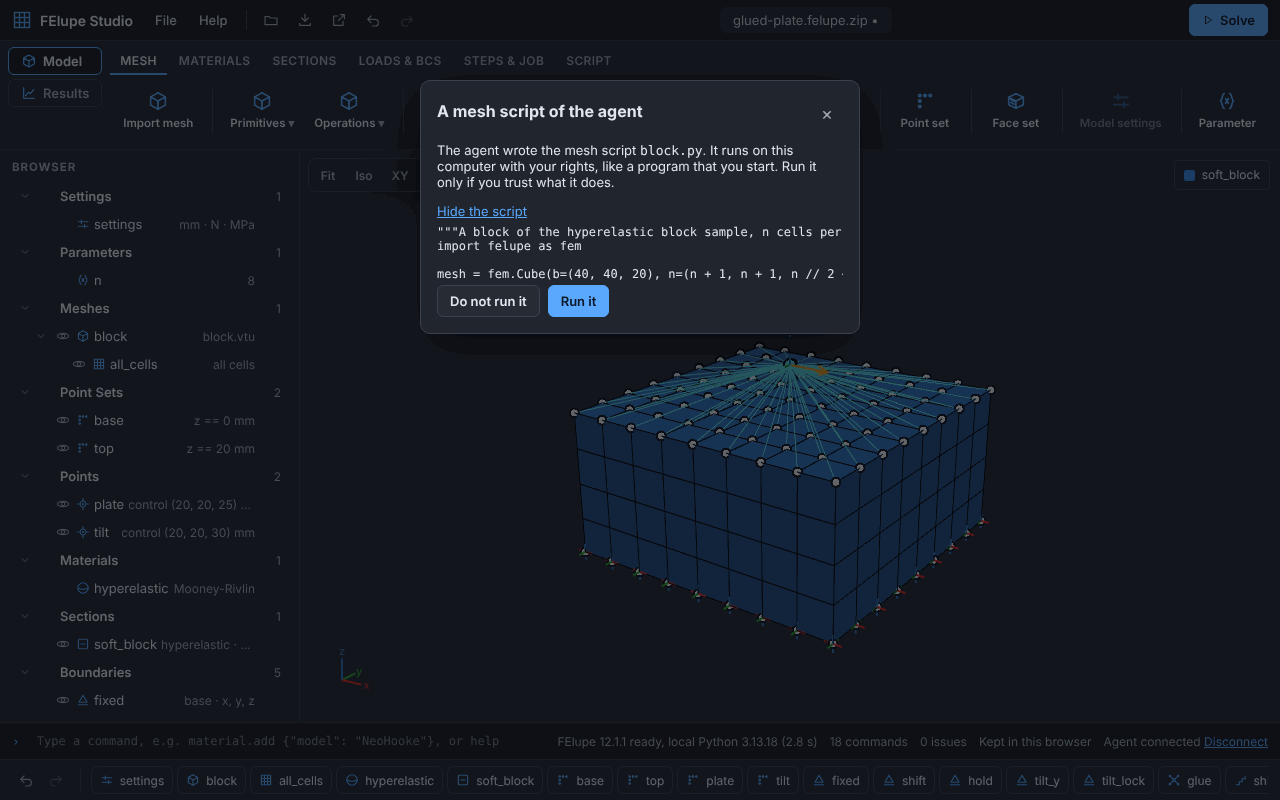 FElupe Studio File Help glued-plate.felupe.zip • Solve
Model MESH MATERIALS SECTIONS LOADS & BCS STEPS & JOB SCRIPT
Results
Import mesh Primitives ▾ Operations ▾ Point set Face set Model settings Parameter
A mesh script of the agent
The agent wrote the mesh script block.py. It runs on this
computer with your rights, like a program that you start. Run it
only if you trust what it does.
Hide the script
"""A block of the hyperelastic block sample, n cells per
import felupe as fem
mesh = fem.Cube(b=(40, 40, 20), n=(n + 1, n + 1, n // 2
Do not run it Run it
BROWSER
Fit Iso XY
soft_block
Settings 1
settings mm · N · MPa
Parameters 1
n 8
Meshes 1
block block.vtu
all_cells all cells
Point Sets 2
base z == 0 mm
top z == 20 mm
Points 2
plate control (20, 20, 25) ...
tilt control (20, 20, 30) mm
Materials 1
hyperelastic Mooney-Rivlin
Sections 1
soft_block hyperelastic · ...
Boundaries 5
fixed base · x, y, z
z
y
x
› Type a command, e.g. material.add {"model": "NeoHooke"}, or help FElupe 12.1.1 ready, local Python 3.13.18 (2.8 s) 18 commands 0 issues Kept in this browser Agent connected Disconnect
settings block all_cells hyperelastic soft_block base top plate tilt fixed shift hold tilt_y tilt_lock glue sh